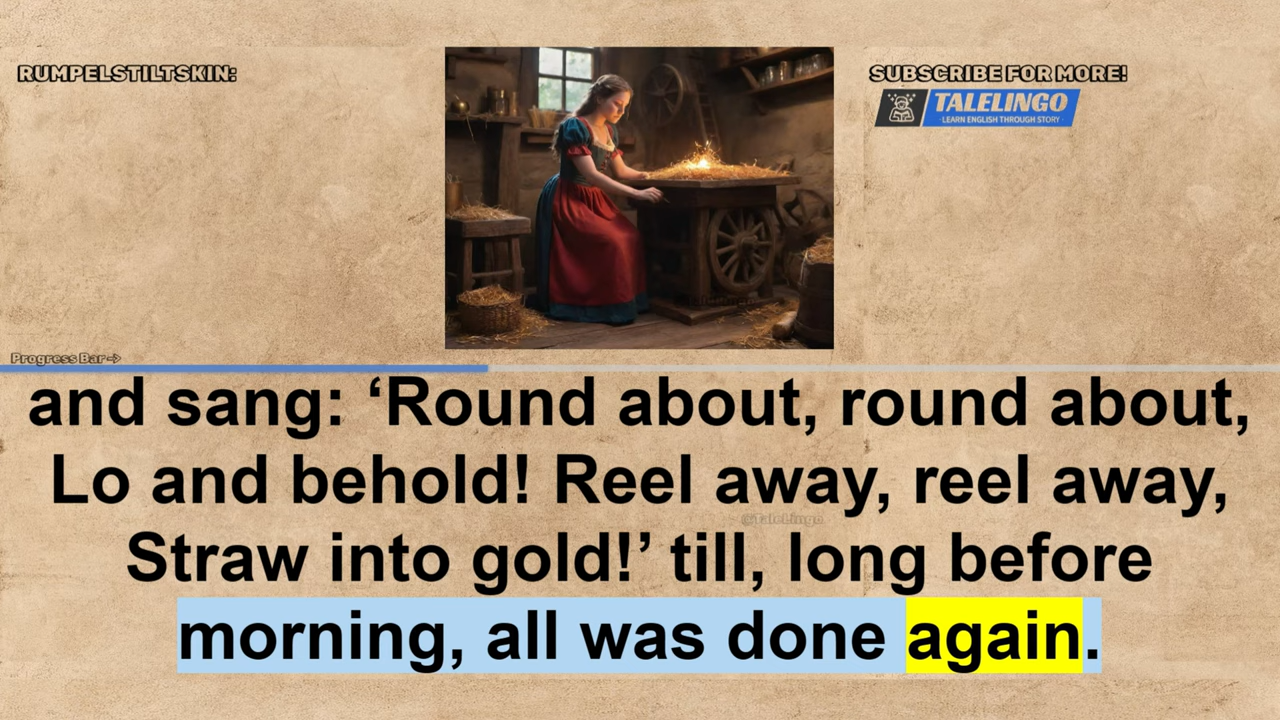 RUMPELSTILTSKIN:
SUBSCRIBE FOR MORE!
TALELINGO
·LEARN ENGLISH THROUGH STORY·
Progress Bar->
and sang: ‘Round about, round about,
Lo and behold! Reel away, reel away,
@TaleLingo
Straw into gold!’ till, long before
morning, all was done again.